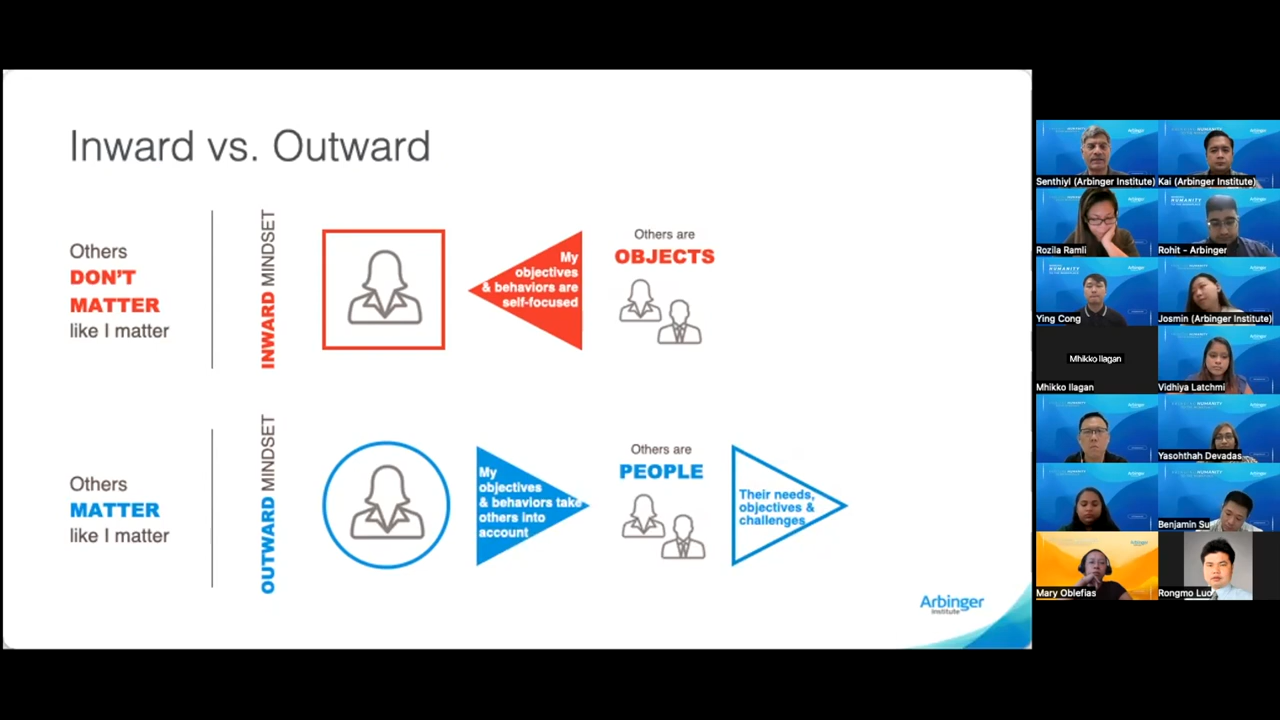 Inward vs. Outward
Others
DON'T
MATTER
like I matter
INWARD MINDSET
My
objectives
& behaviors are
self-focused
Others are
OBJECTS
Others
MATTER
like I matter
OUTWARD MINDSET
My
objectives
& behaviors take
others into
account
Others are
PEOPLE
Their needs,
objectives &
challenges
Arbinger
Institute
Senthiyl (Arbinger Institute)
Kai (Arbinger Institute)
Rozila Ramli
Rohit - Arbinger
Ying Cong
Josmin (Arbinger Institute)
Mhikko Ilagan
Mhikko Ilagan
Vidhiya Latchmi
Yasohthah Devadas
Benjamin Su
Mary Oblefias
Rongmo Luo